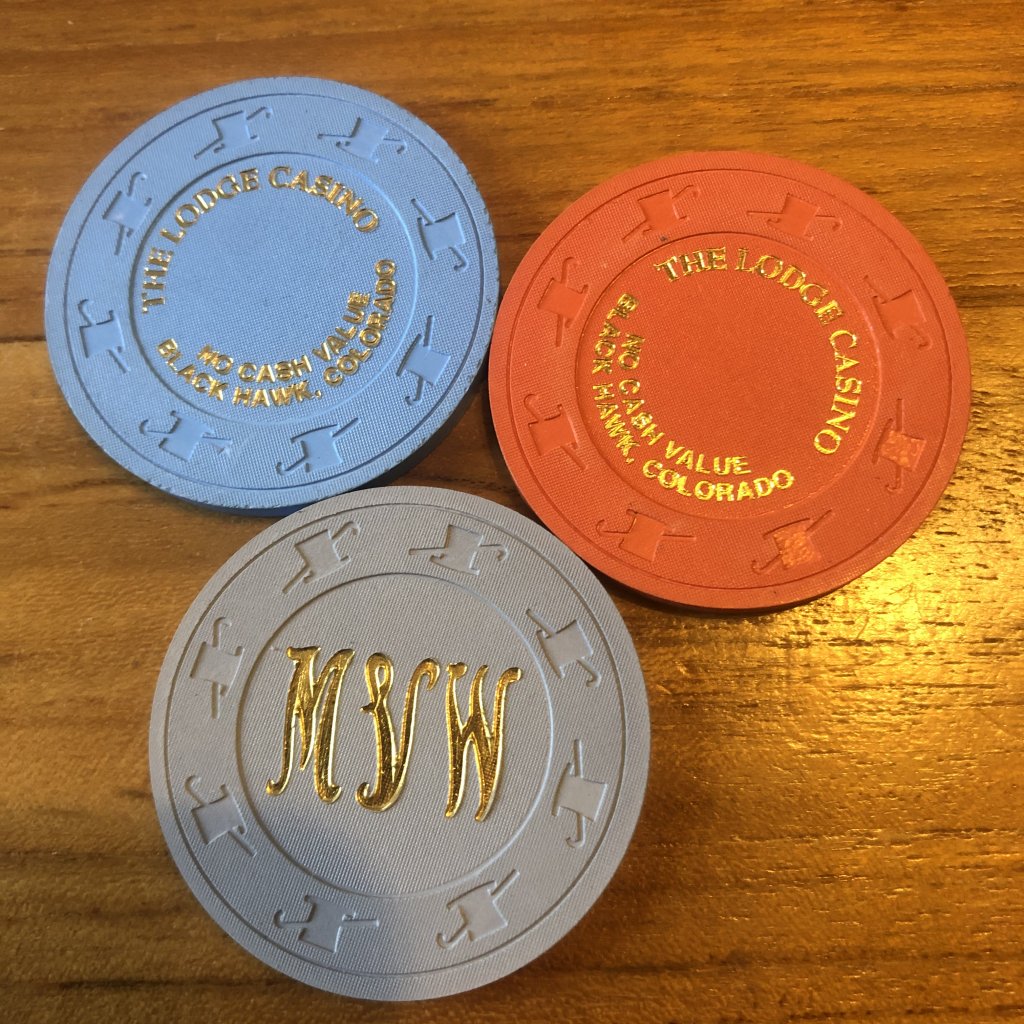 THE LODGE CASINO
NO CASH VALUE
BLACK HAWK, COLORADO
THE LODGE CASINO
NO CASH VALUE
BLACK HAWK, COLORADO
MVW